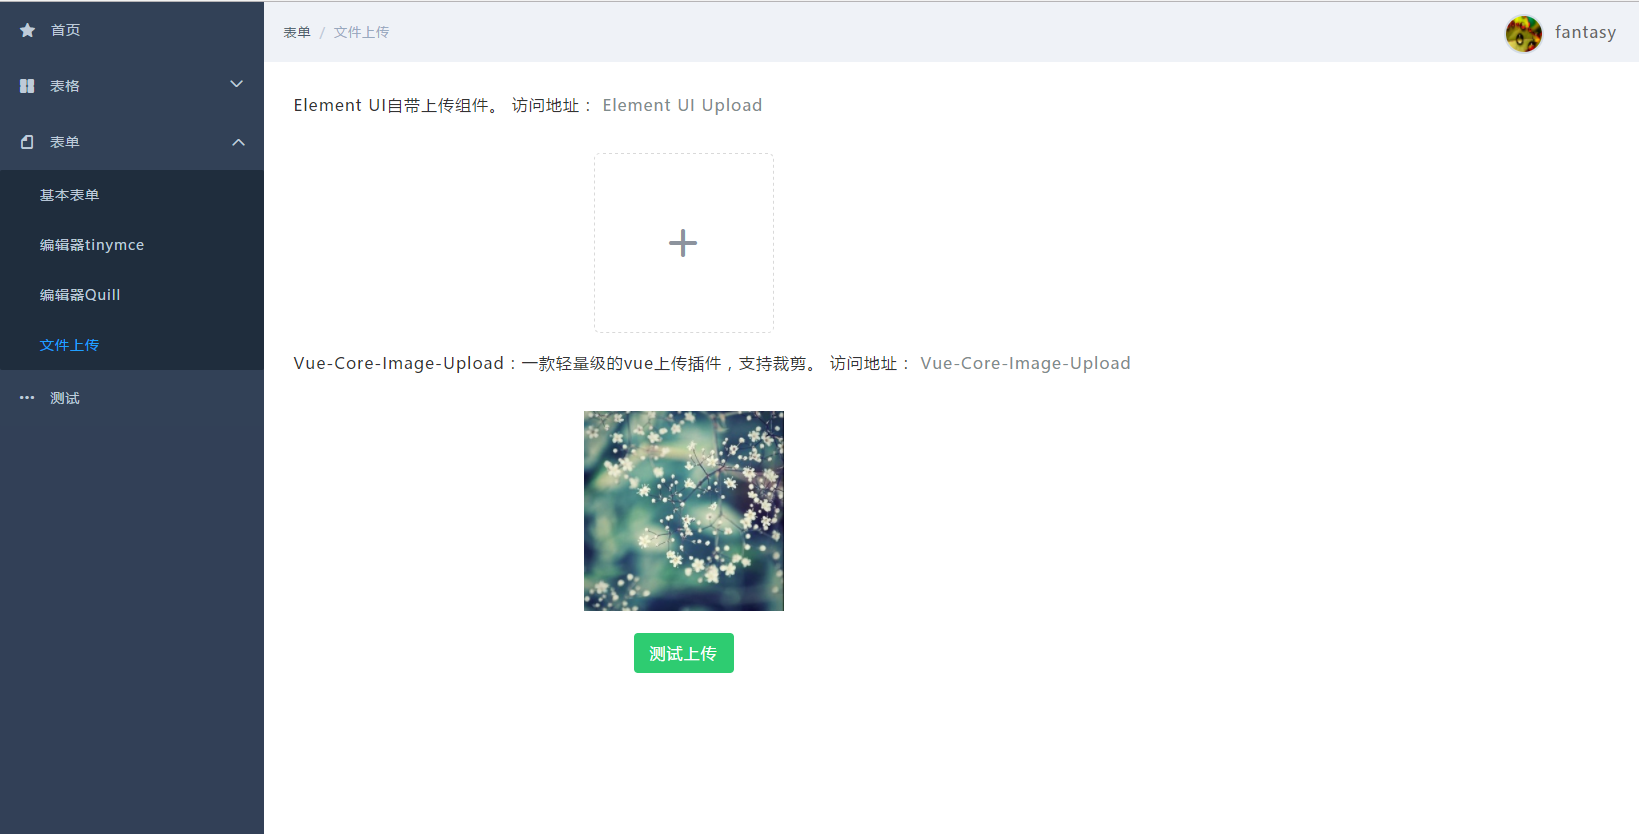 首页
表格
表单
基本表单
编辑器tinymce
编辑器Quill
文件上传
测试
表单 / 文件上传
fantasy
Element UI自带上传组件。 访问地址： Element UI Upload
Vue-Core-Image-Upload：一款轻量级的vue上传插件，支持裁剪。 访问地址： Vue-Core-Image-Upload
测试上传